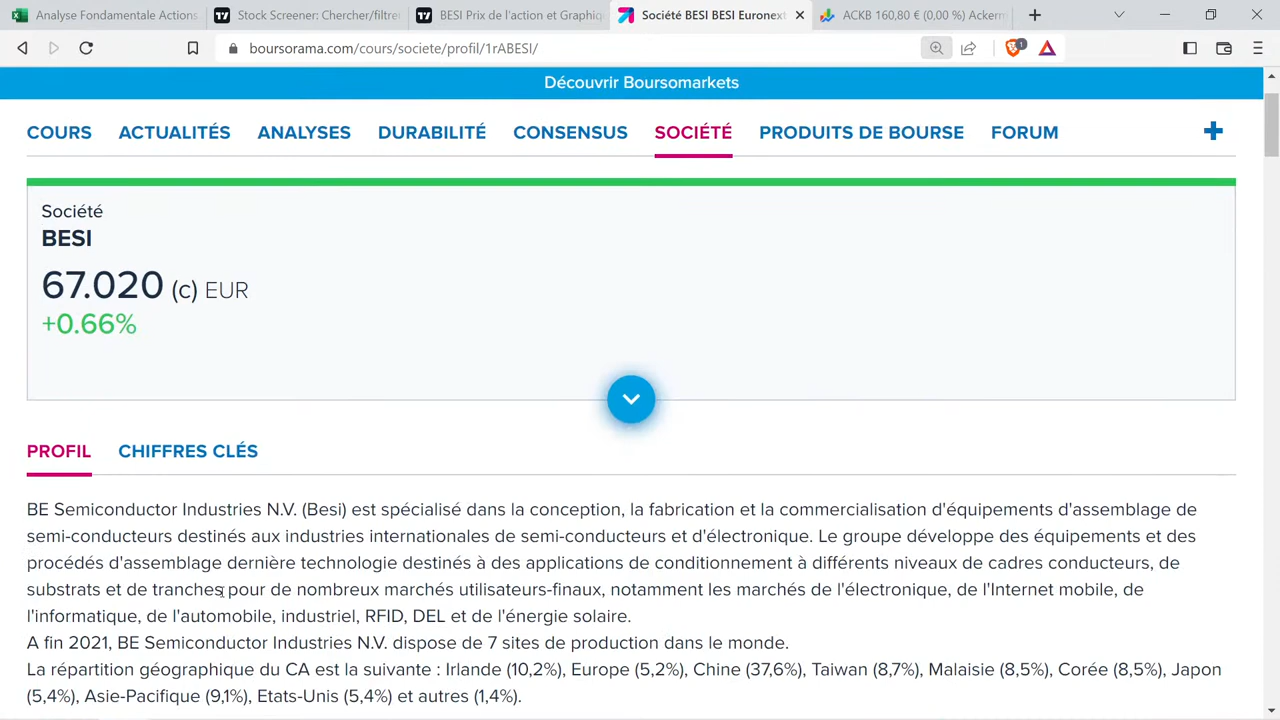 Analyse Fondamentale Actions
Stock Screener: Chercher/filtre
BESI Prix de l'action et Graphiq
Société BESI BESI Euronext
ACKB 160,80 € (0,00 %) Ackerm
boursorama.com/cours/societe/profil/1rABESI/
1
Découvrir Boursomarkets
COURS ACTUALITÉS ANALYSES DURABILITÉ CONSENSUS SOCIÉTÉ PRODUITS DE BOURSE FORUM
Société
BESI
67.020 (c) EUR
+0.66%
PROFIL CHIFFRES CLÉS
BE Semiconductor Industries N.V. (Besi) est spécialisé dans la conception, la fabrication et la commercialisation d'équipements d'assemblage de
semi-conducteurs destinés aux industries internationales de semi-conducteurs et d'électronique. Le groupe développe des équipements et des
procédés d'assemblage dernière technologie destinés à des applications de conditionnement à différents niveaux de cadres conducteurs, de
substrats et de tranches pour de nombreux marchés utilisateurs-finaux, notamment les marchés de l'électronique, de l'Internet mobile, de
l'informatique, de l'automobile, industriel, RFID, DEL et de l'énergie solaire.
A fin 2021, BE Semiconductor Industries N.V. dispose de 7 sites de production dans le monde.
La répartition géographique du CA est la suivante : Irlande (10,2%), Europe (5,2%), Chine (37,6%), Taiwan (8,7%), Malaisie (8,5%), Corée (8,5%), Japon
(5,4%), Asie-Pacifique (9,1%), Etats-Unis (5,4%) et autres (1,4%).